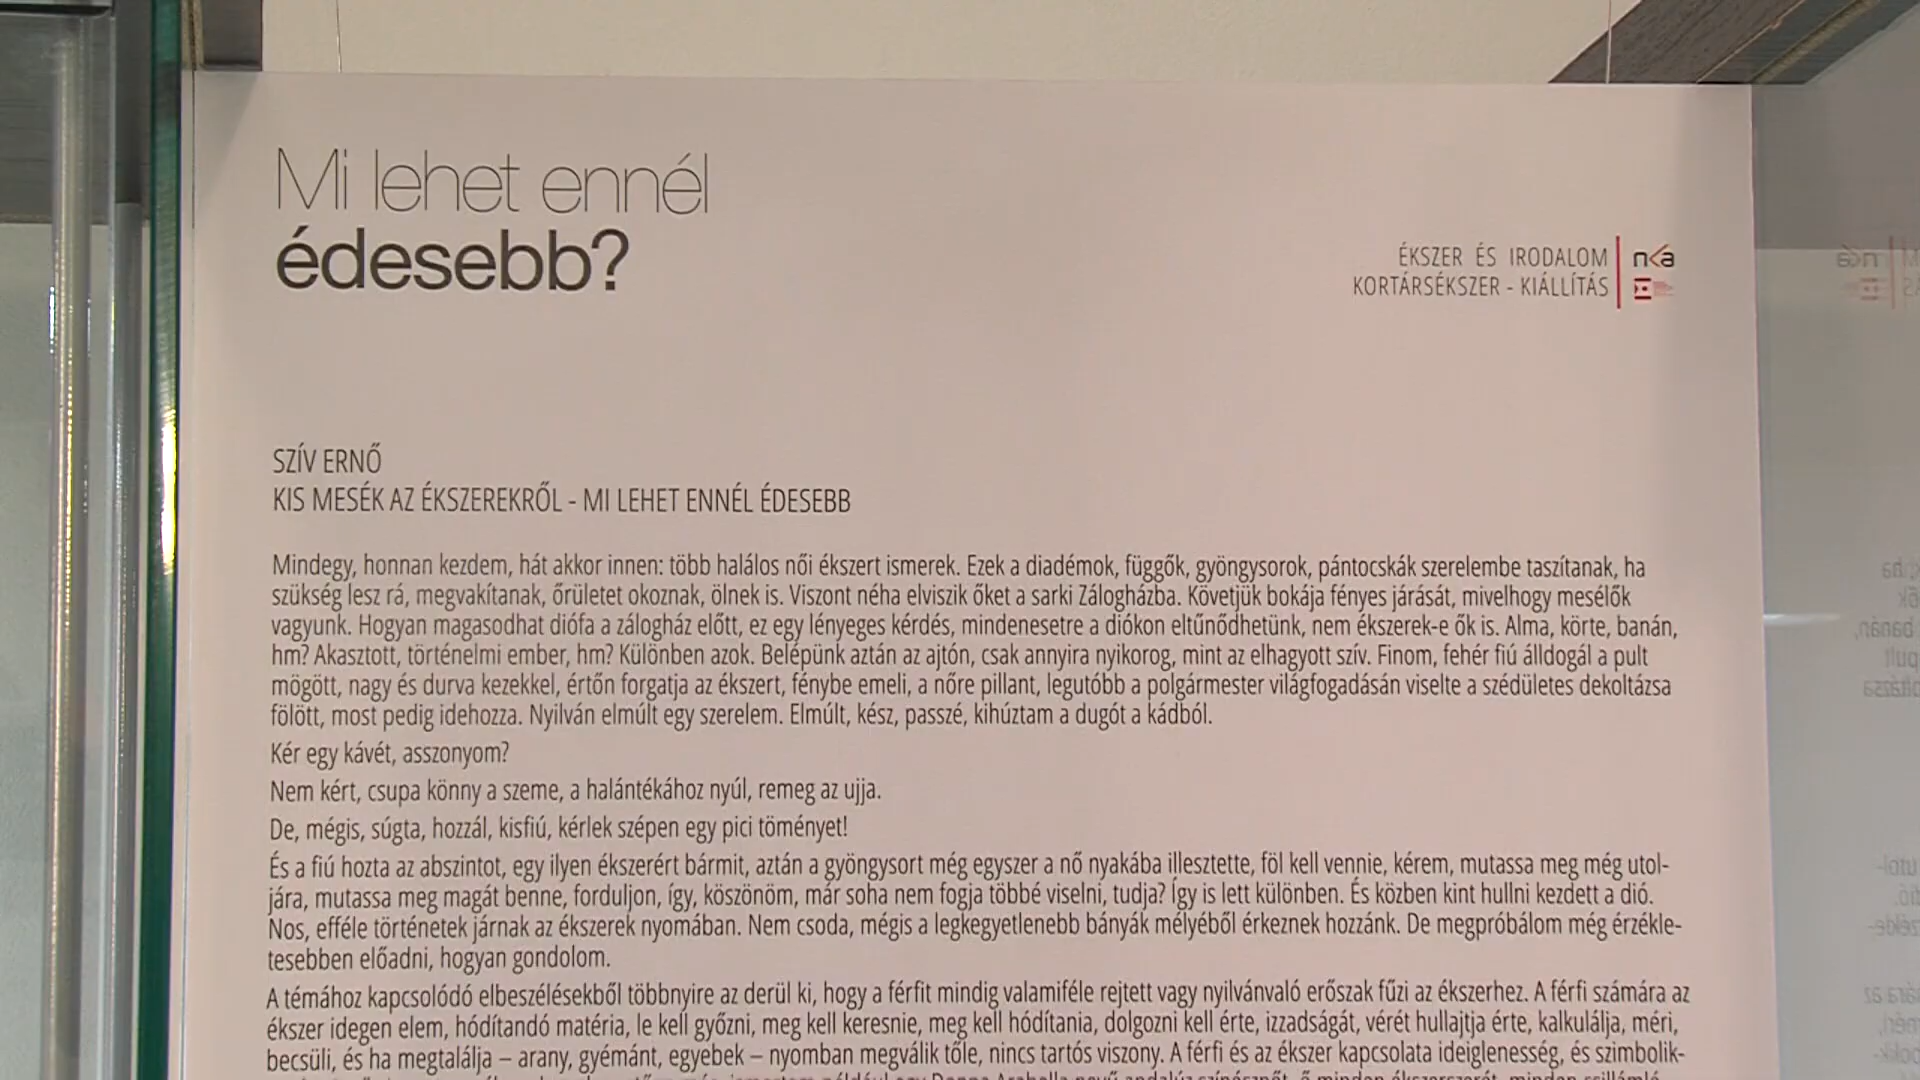 Mi lehet ennél
édesebb?
ÉKSZER ÉS IRODALOM
KORTÁRSÉKSZER - KIÁLLÍTÁS
nka
SZÍV ERNŐ
KIS MESÉK AZ ÉKSZEREKRŐL - MI LEHET ENNÉL ÉDESEBB
Mindegy, honnan kezdem, hát akkor innen: több halálos női ékszert ismerek. Ezek a diadémok, függők, gyöngysorok, pántocskák szerelembe taszítanak, ha
szükség lesz rá, megvakítanak, őrületet okoznak, ölnek is. Viszont néha elviszik őket a sarki Zálogházba. Követjük bokája fényes járását, mivelhogy mesélők
vagyunk. Hogyan magasodhat diófa a zálogház előtt, ez egy lényeges kérdés, mindenesetre a diókon eltűnődhetünk, nem ékszerek-e ők is. Alma, körte, banán,
hm? Akasztott, történelmi ember, hm? Különben azok. Belépünk aztán az ajtón, csak annyira nyikorog, mint az elhagyott szív. Finom, fehér fiú álldogál a pult
mögött, nagy és durva kezekkel, értőn forgatja az ékszert, fénybe emeli, a nőre pillant, legutóbb a polgármester világfogadásán viselte a szédületes dekoltázsa
fölött, most pedig idehozza. Nyilván elmúlt egy szerelem. Elmúlt, kész, passzé, kihúztam a dugót a kádból.
Kér egy kávét, asszonyom?
Nem kért, csupa könny a szeme, a halántékához nyúl, remeg az ujja.
De, mégis, súgta, hozzál, kisfiú, kérlek szépen egy pici töményet!
És a fiú hozta az abszintot, egy ilyen ékszerért bármit, aztán a gyöngysort még egyszer a nő nyakába illesztette, föl kell vennie, kérem, mutassa meg még utol-
jára, mutassa meg magát benne, forduljon, így, köszönöm, már soha nem fogja többé viselni, tudja? Így is lett különben. És közben kint hullni kezdett a dió.
Nos, efféle történetek járnak az ékszerek nyomában. Nem csoda, mégis a legkegyetlenebb bányák mélyéből érkeznek hozzánk. De megpróbálom még érzékle-
tesebben előadni, hogyan gondolom.
A témához kapcsolódó elbeszélésekből többnyire az derül ki, hogy a férfit mindig valamiféle rejtett vagy nyilvánvaló erőszak fűzi az ékszerhez. A férfi számára az
ékszer idegen elem, hódítandó matéria, le kell győzni, meg kell keresnie, meg kell hódítania, dolgozni kell érte, izzadságát, vérét hullajtja érte, kalkulálja, méri,
becsüli, és ha megtalálja – arany, gyémánt, egyebek – nyomban megválik tőle, nincs tartós viszony. A férfi és az ékszer kapcsolata ideiglenesség, és szimbolik-